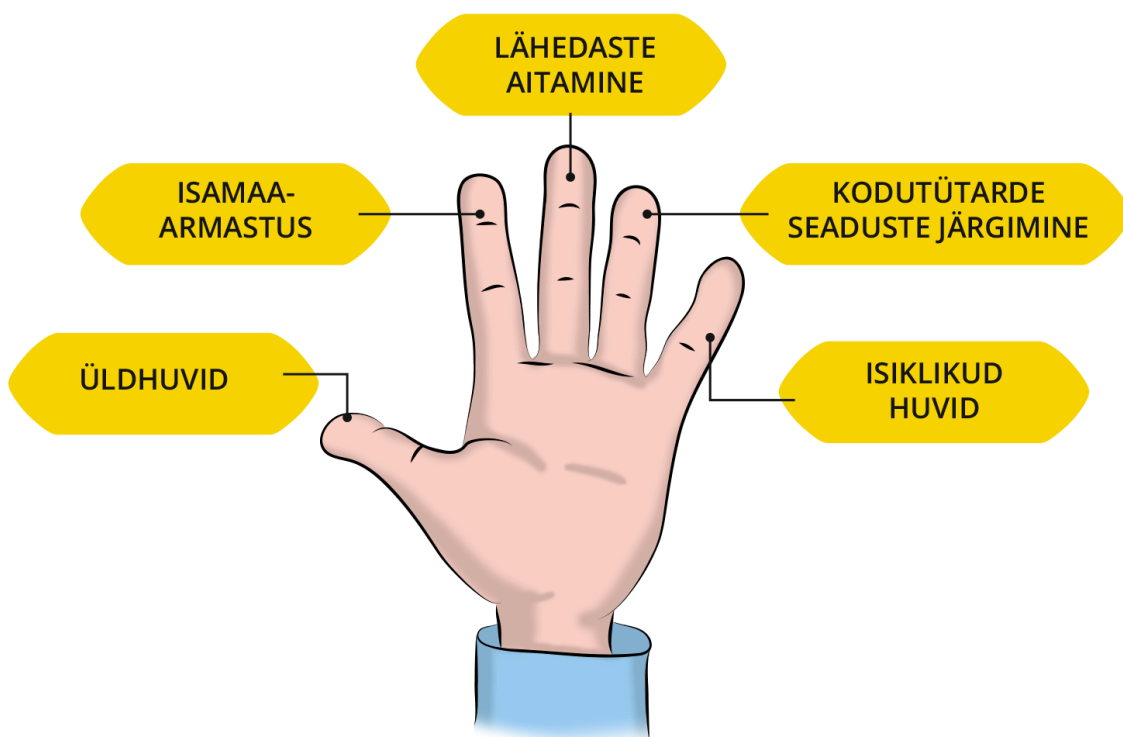 LÄHEDASTE
AITAMINE
ISAMAA-
ARMASTUS
KODUTÜTARDE
SEADUSTE JÄRGIMINE
ÜLDHUVID
ISIKLIKUD
HUVID